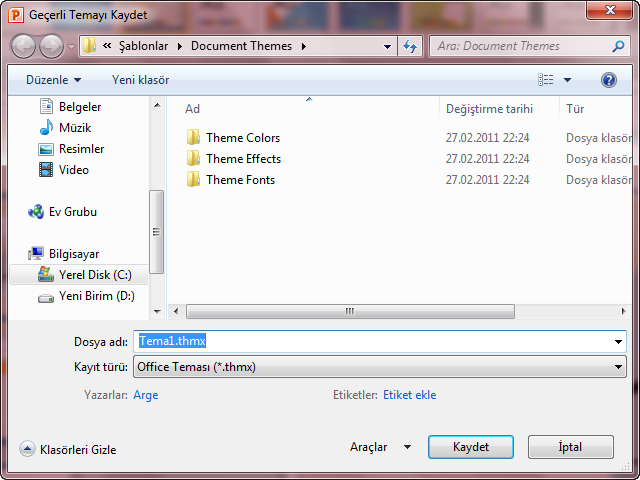 Geçerli Temayı Kaydet
« Şablonlar Document Themes
Ara: Document Themes
Düzenle Yeni klasör
Ad Değiştirme tarihi Tür
Belgeler
Müzik
Resimler
Video
Ev Grubu
Bilgisayar
Yerel Disk (C:)
Yeni Birim (D:)
Theme Colors 27.02.2011 22:24 Dosya klasör
Theme Effects 27.02.2011 22:24 Dosya klasör
Theme Fonts 27.02.2011 22:24 Dosya klasör
Dosya adı: Tema1.thmx
Kayıt türü: Office Teması (*.thmx)
Yazarlar: Arge Etiketler: Etiket ekle
Klasörleri Gizle Araçlar Kaydet İptal